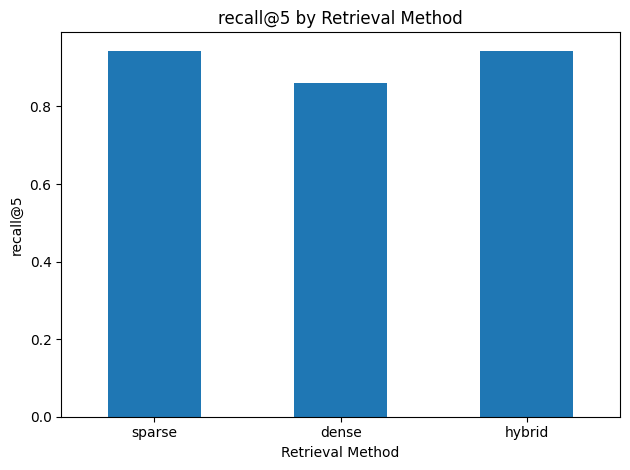 recall@5 by Retrieval Method
recall@5
0.8
0.6
0.4
0.2
0.0
sparse dense hybrid
Retrieval Method